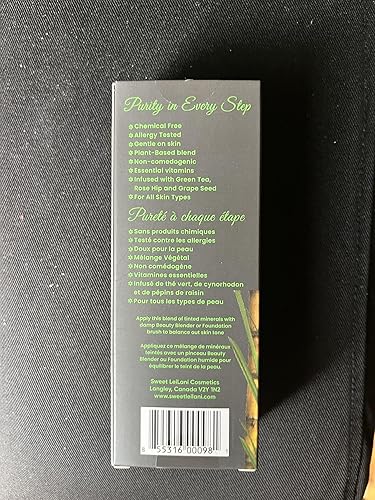 Purity in Every Step
✿ Chemical Free
✿ Allergy Tested
✿ Gentle on skin
✿ Plant-Based blend
✿ Non-comedogenic
✿ Essential vitamins
✿ Infused with Green Tea,
Rose Hip and Grape Seed
✿ For All Skin Types
Pureté à chaque étape
✿ Sans produits chimiques
✿ Testé contre les allergies
✿ Doux pour la peau
✿ Mélange Végétal
✿ Non comédogène
✿ Vitamines essentielles
✿ Infusé de thé vert, de cynorhodon
et de pépins de raisin
✿ Pour tous les types de peau
Apply this blend of tinted minerals with
damp Beauty Blender or Foundation
brush to balance out skin tone
Appliquez ce mélange de minéraux
teintés avec un pinceau Beauty
Blender ou Foundation humide pour
équilibrer le teint de la peau.
Sweet LeiLani Cosmetics
Langley, Canada V2Y 1N2
www.sweetleilani.com
8 55316 00098